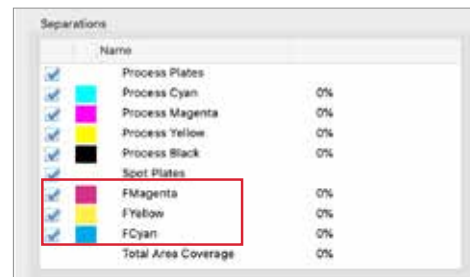 Separations
Name
Process Plates
Process Cyan 0%
Process Magenta 0%
Process Yellow 0%
Process Black 0%
Spot Plates
FMagenta 0%
FYellow 0%
FCyan 0%
Total Area Coverage 0%